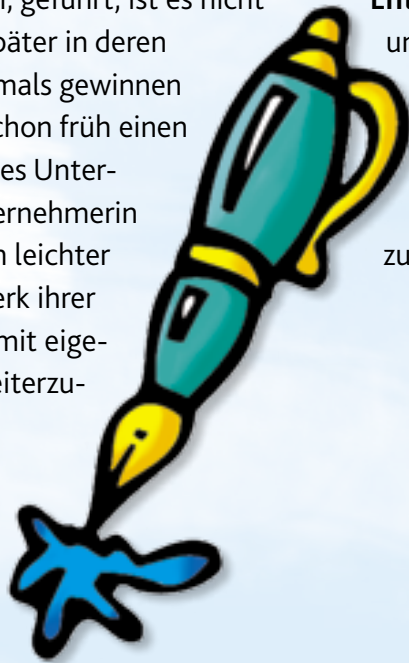 geführt, ist es nicht
päter in deren
mals gewinnen
chon früh einen
es Unter-
ernehmerin
n leichter
erk ihrer
mit eige-
eiterzu-
Ent
un
zu